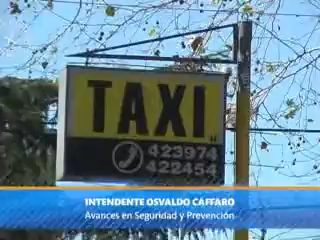 TAXI
423974
422454
INTENDENTE OSVALDO CAFFARO
Avances en Seguridad y Prevención